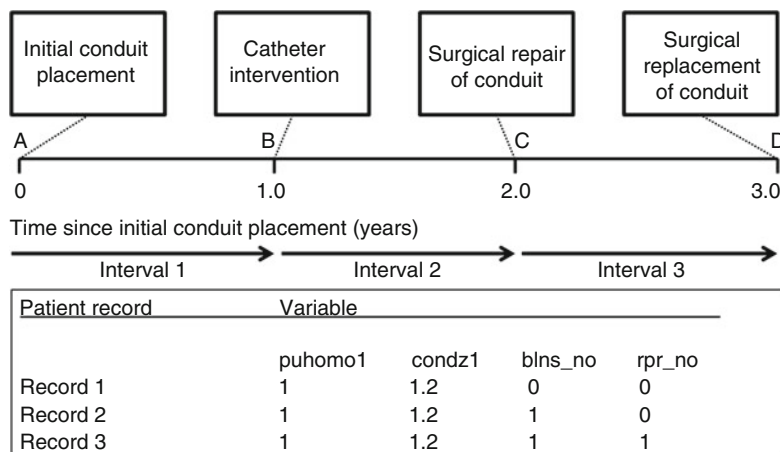 Initial conduit placement
Catheter intervention
Surgical repair of conduit
Surgical replacement of conduit
A B C D
0 1.0 2.0 3.0
Time since initial conduit placement (years)
Interval 1 Interval 2 Interval 3
Patient record Variable
puhomo1 condz1 blns_no rpr_no
Record 1 1 1.2 0 0
Record 2 1 1.2 1 0
Record 3 1 1.2 1 1